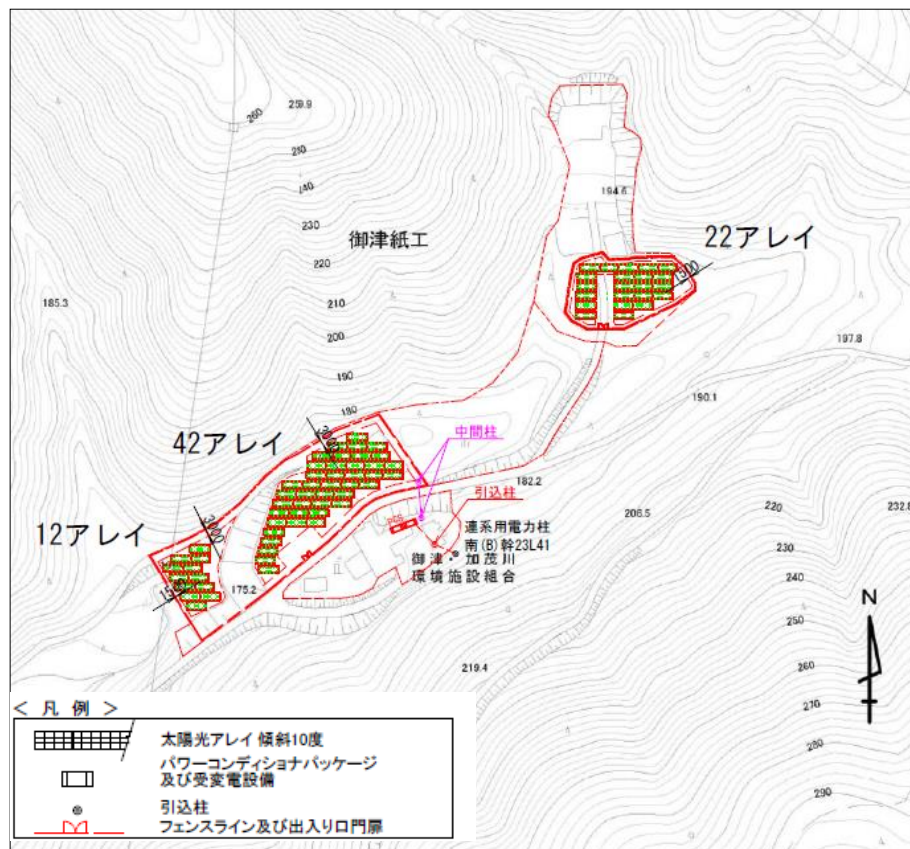 259.9
260
210
240
230
220
210
200
190
180
185.3
御津紙工
194.6
22アレイ
1500
197.8
190.1
42アレイ
3000
中間柱
182.2
引込柱
206.5
220
232.8
230
240
250
260
270
280
290
PCS
連系用電力柱
南(B)幹23L41
御津・加茂川
環境施設組合
12アレイ
3000
175.2
219.4
N
< 凡 例 >
太陽光アレイ 傾斜10度
パワーコンディショナパッケージ
及び受変電設備
引込柱
フェンスライン及び出入り口門扉